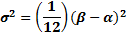 σ² = (1/12)(β − α)²